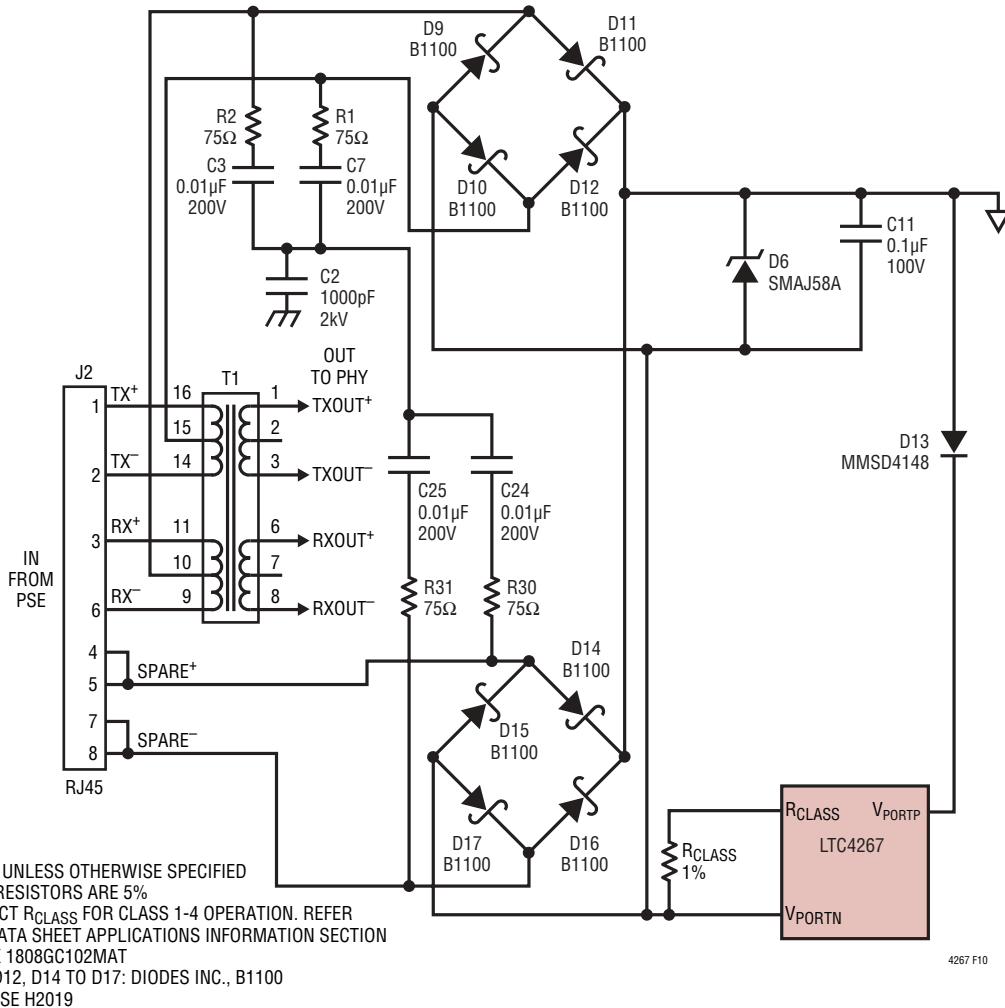 D9
B1100
D11
B1100
R2
75Ω
R1
75Ω
C3
0.01µF
200V
C7
0.01µF
200V
D10
B1100
D12
B1100
C11
0.1µF
100V
D6
SMAJ58A
C2
1000pF
2kV
OUT
TO PHY
J2
T1
1
TX+
16
1
TXOUT+
15
2
2
TX−
14
3
TXOUT−
D13
MMSD4148
C25
0.01µF
200V
C24
0.01µF
200V
3
RX+
11
6
RXOUT+
IN
FROM
PSE
10
7
6
RX−
9
8
RXOUT−
R31
75Ω
R30
75Ω
4
5
SPARE+
D14
B1100
7
8
SPARE−
D15
B1100
RJ45
D17
B1100
D16
B1100
RCLASS
1%
RCLASS
VPORTP
LTC4267
VPORTN
UNLESS OTHERWISE SPECIFIED
RESISTORS ARE 5%
CT RCLASS FOR CLASS 1-4 OPERATION. REFER
ATA SHEET APPLICATIONS INFORMATION SECTION
1808GC102MAT
D12, D14 TO D17: DIODES INC., B1100
SE H2019
4267 F10